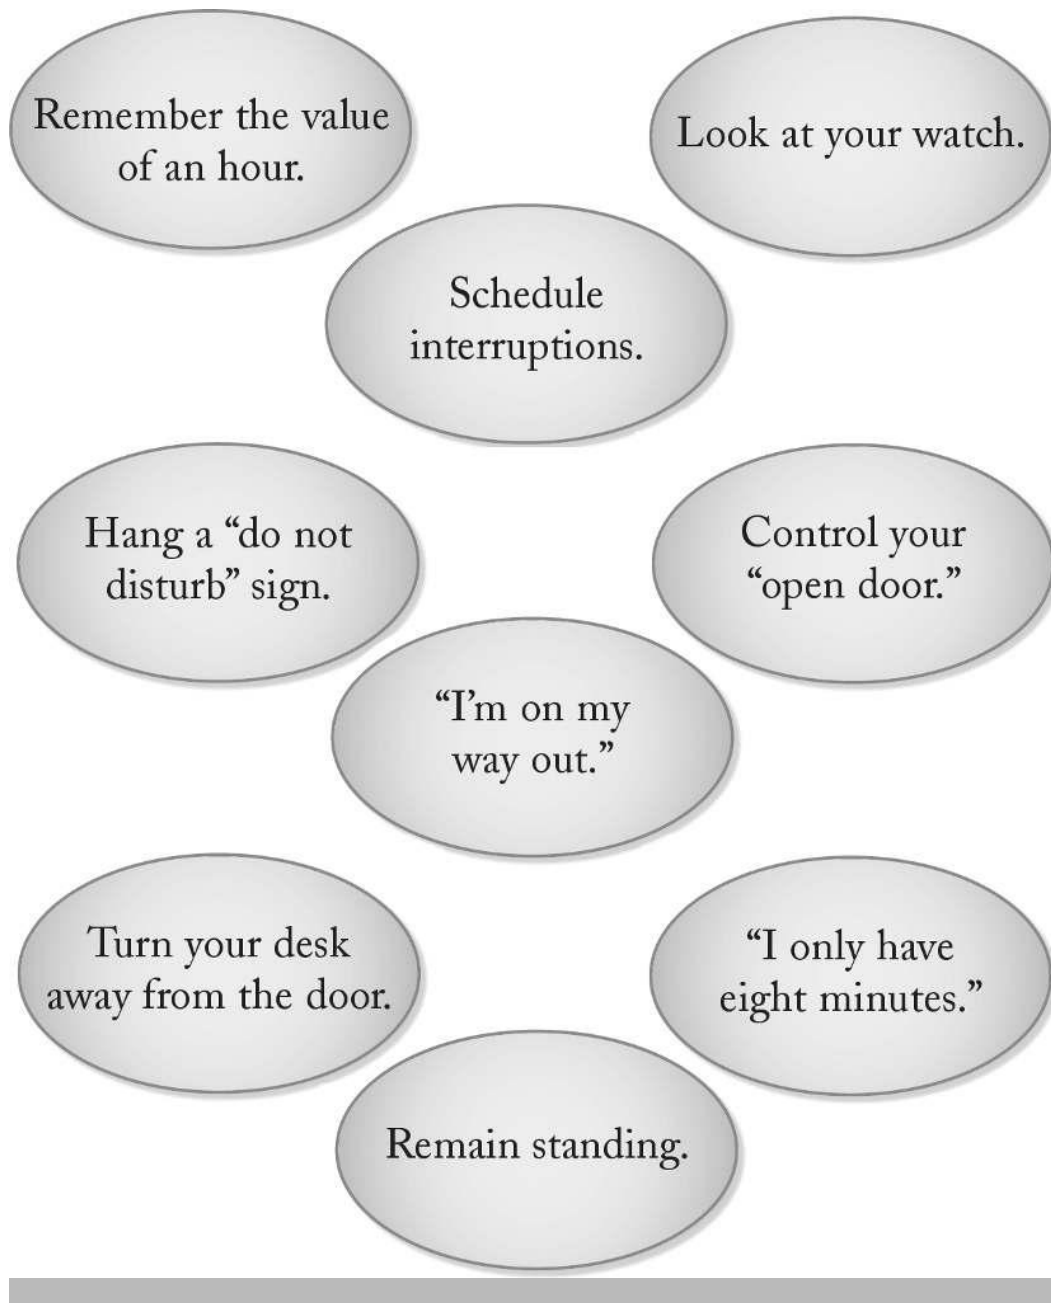 Remember the value
of an hour.
Look at your watch.
Schedule
interruptions.
Hang a “do not
disturb” sign.
Control your
“open door.”
“I’m on my
way out.”
Turn your desk
away from the door.
“I only have
eight minutes.”
Remain standing.